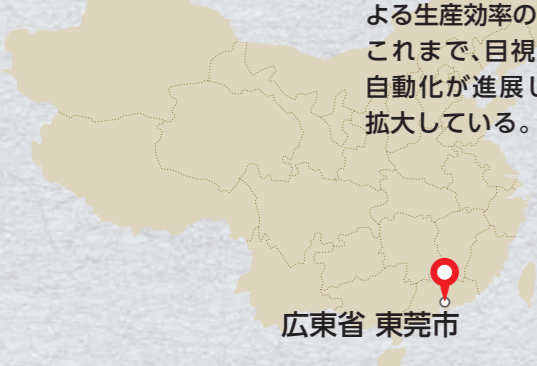 よる生産効率の
これまで、目視
自動化が進展し
拡大している。
広東省 東莞市